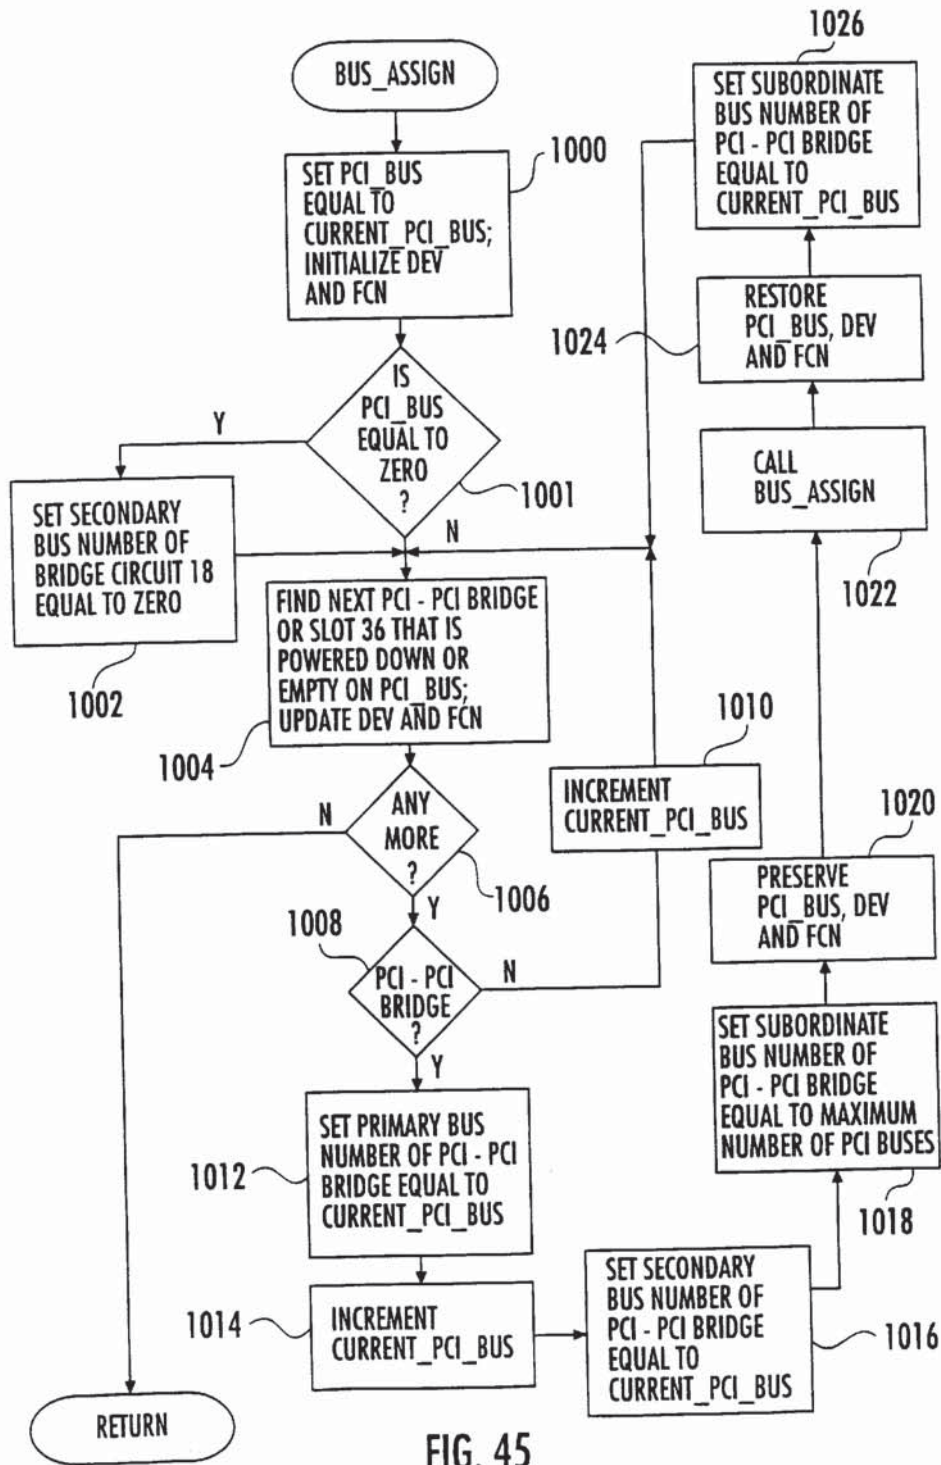 BUS_ASSIGN
1000
SET PCI_BUS
EQUAL TO
CURRENT_PCI_BUS;
INITIALIZE DEV
AND FCN
IS
PCI_BUS
EQUAL TO
ZERO
?
1001
Y
N
SET SECONDARY
BUS NUMBER OF
BRIDGE CIRCUIT 18
EQUAL TO ZERO
1002
FIND NEXT PCI - PCI BRIDGE
OR SLOT 36 THAT IS
POWERED DOWN OR
EMPTY ON PCI_BUS;
UPDATE DEV AND FCN
1004
ANY
MORE
?
1006
N
Y
1008
PCI - PCI
BRIDGE
?
N
Y
1010
INCREMENT
CURRENT_PCI_BUS
SET PRIMARY BUS
NUMBER OF PCI - PCI
BRIDGE EQUAL TO
CURRENT_PCI_BUS
1012
INCREMENT
CURRENT_PCI_BUS
1014
SET SECONDARY
BUS NUMBER OF
PCI - PCI BRIDGE
EQUAL TO
CURRENT_PCI_BUS
1016
SET SUBORDINATE
BUS NUMBER OF
PCI - PCI BRIDGE
EQUAL TO MAXIMUM
NUMBER OF PCI BUSES
1018
PRESERVE
PCI_BUS, DEV
AND FCN
1020
CALL
BUS_ASSIGN
1022
RESTORE
PCI_BUS, DEV
AND FCN
1024
SET SUBORDINATE
BUS NUMBER OF
PCI - PCI BRIDGE
EQUAL TO
CURRENT_PCI_BUS
1026
RETURN
FIG. 45